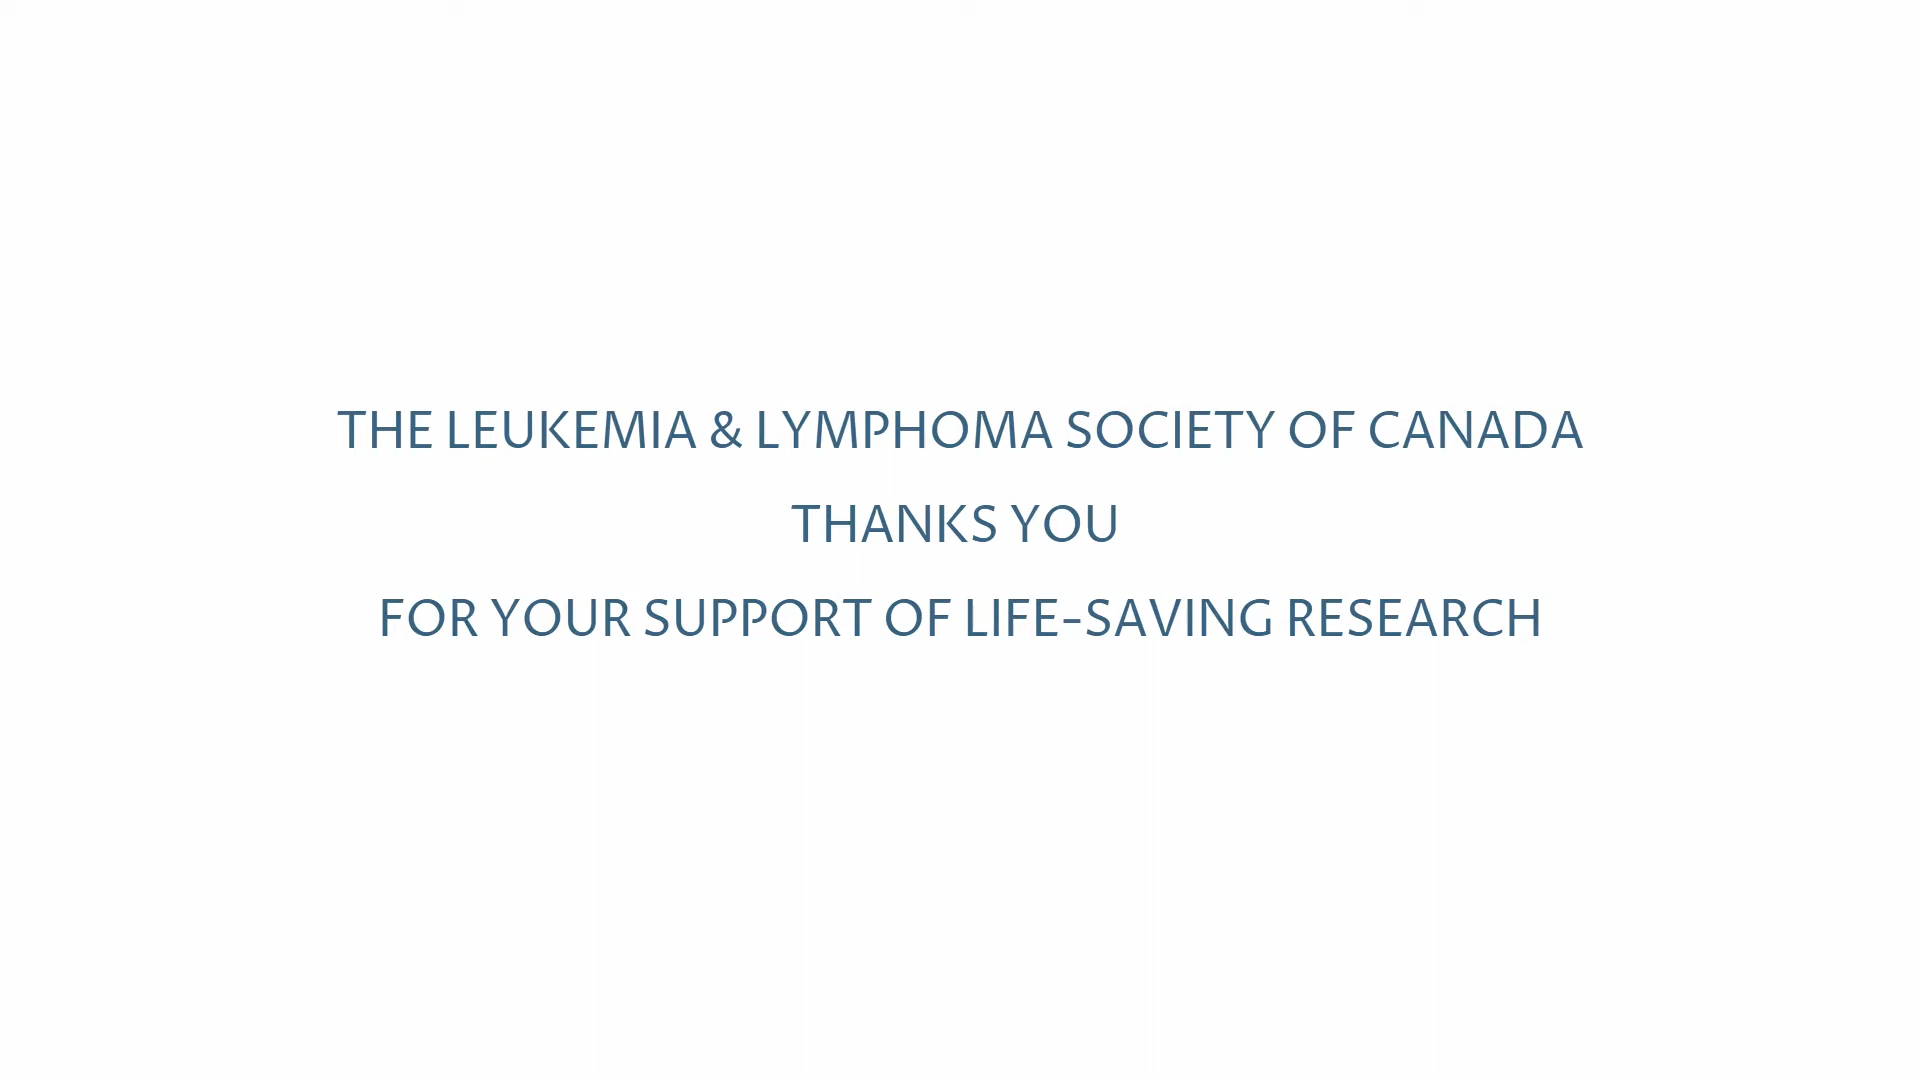 THE LEUKEMIA & LYMPHOMA SOCIETY OF CANADA
THANKS YOU
FOR YOUR SUPPORT OF LIFE-SAVING RESEARCH